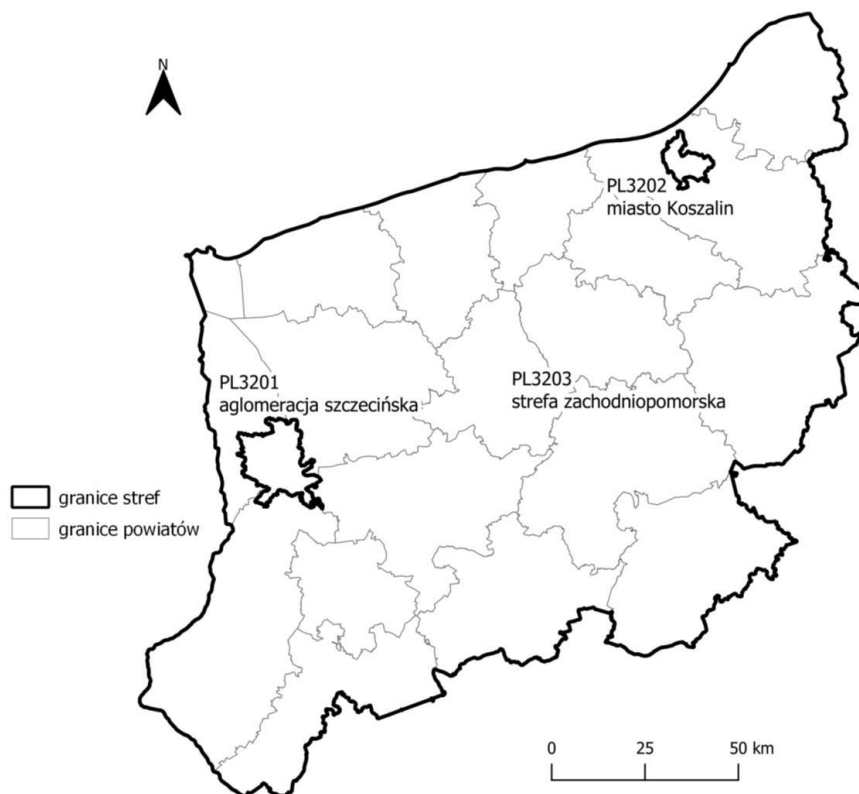 N
PL3202
miasto Koszalin
PL3201
aglomeracja szczecińska
PL3203
strefa zachodniopomorska
granice stref
granice powiatów
0 25 50 km